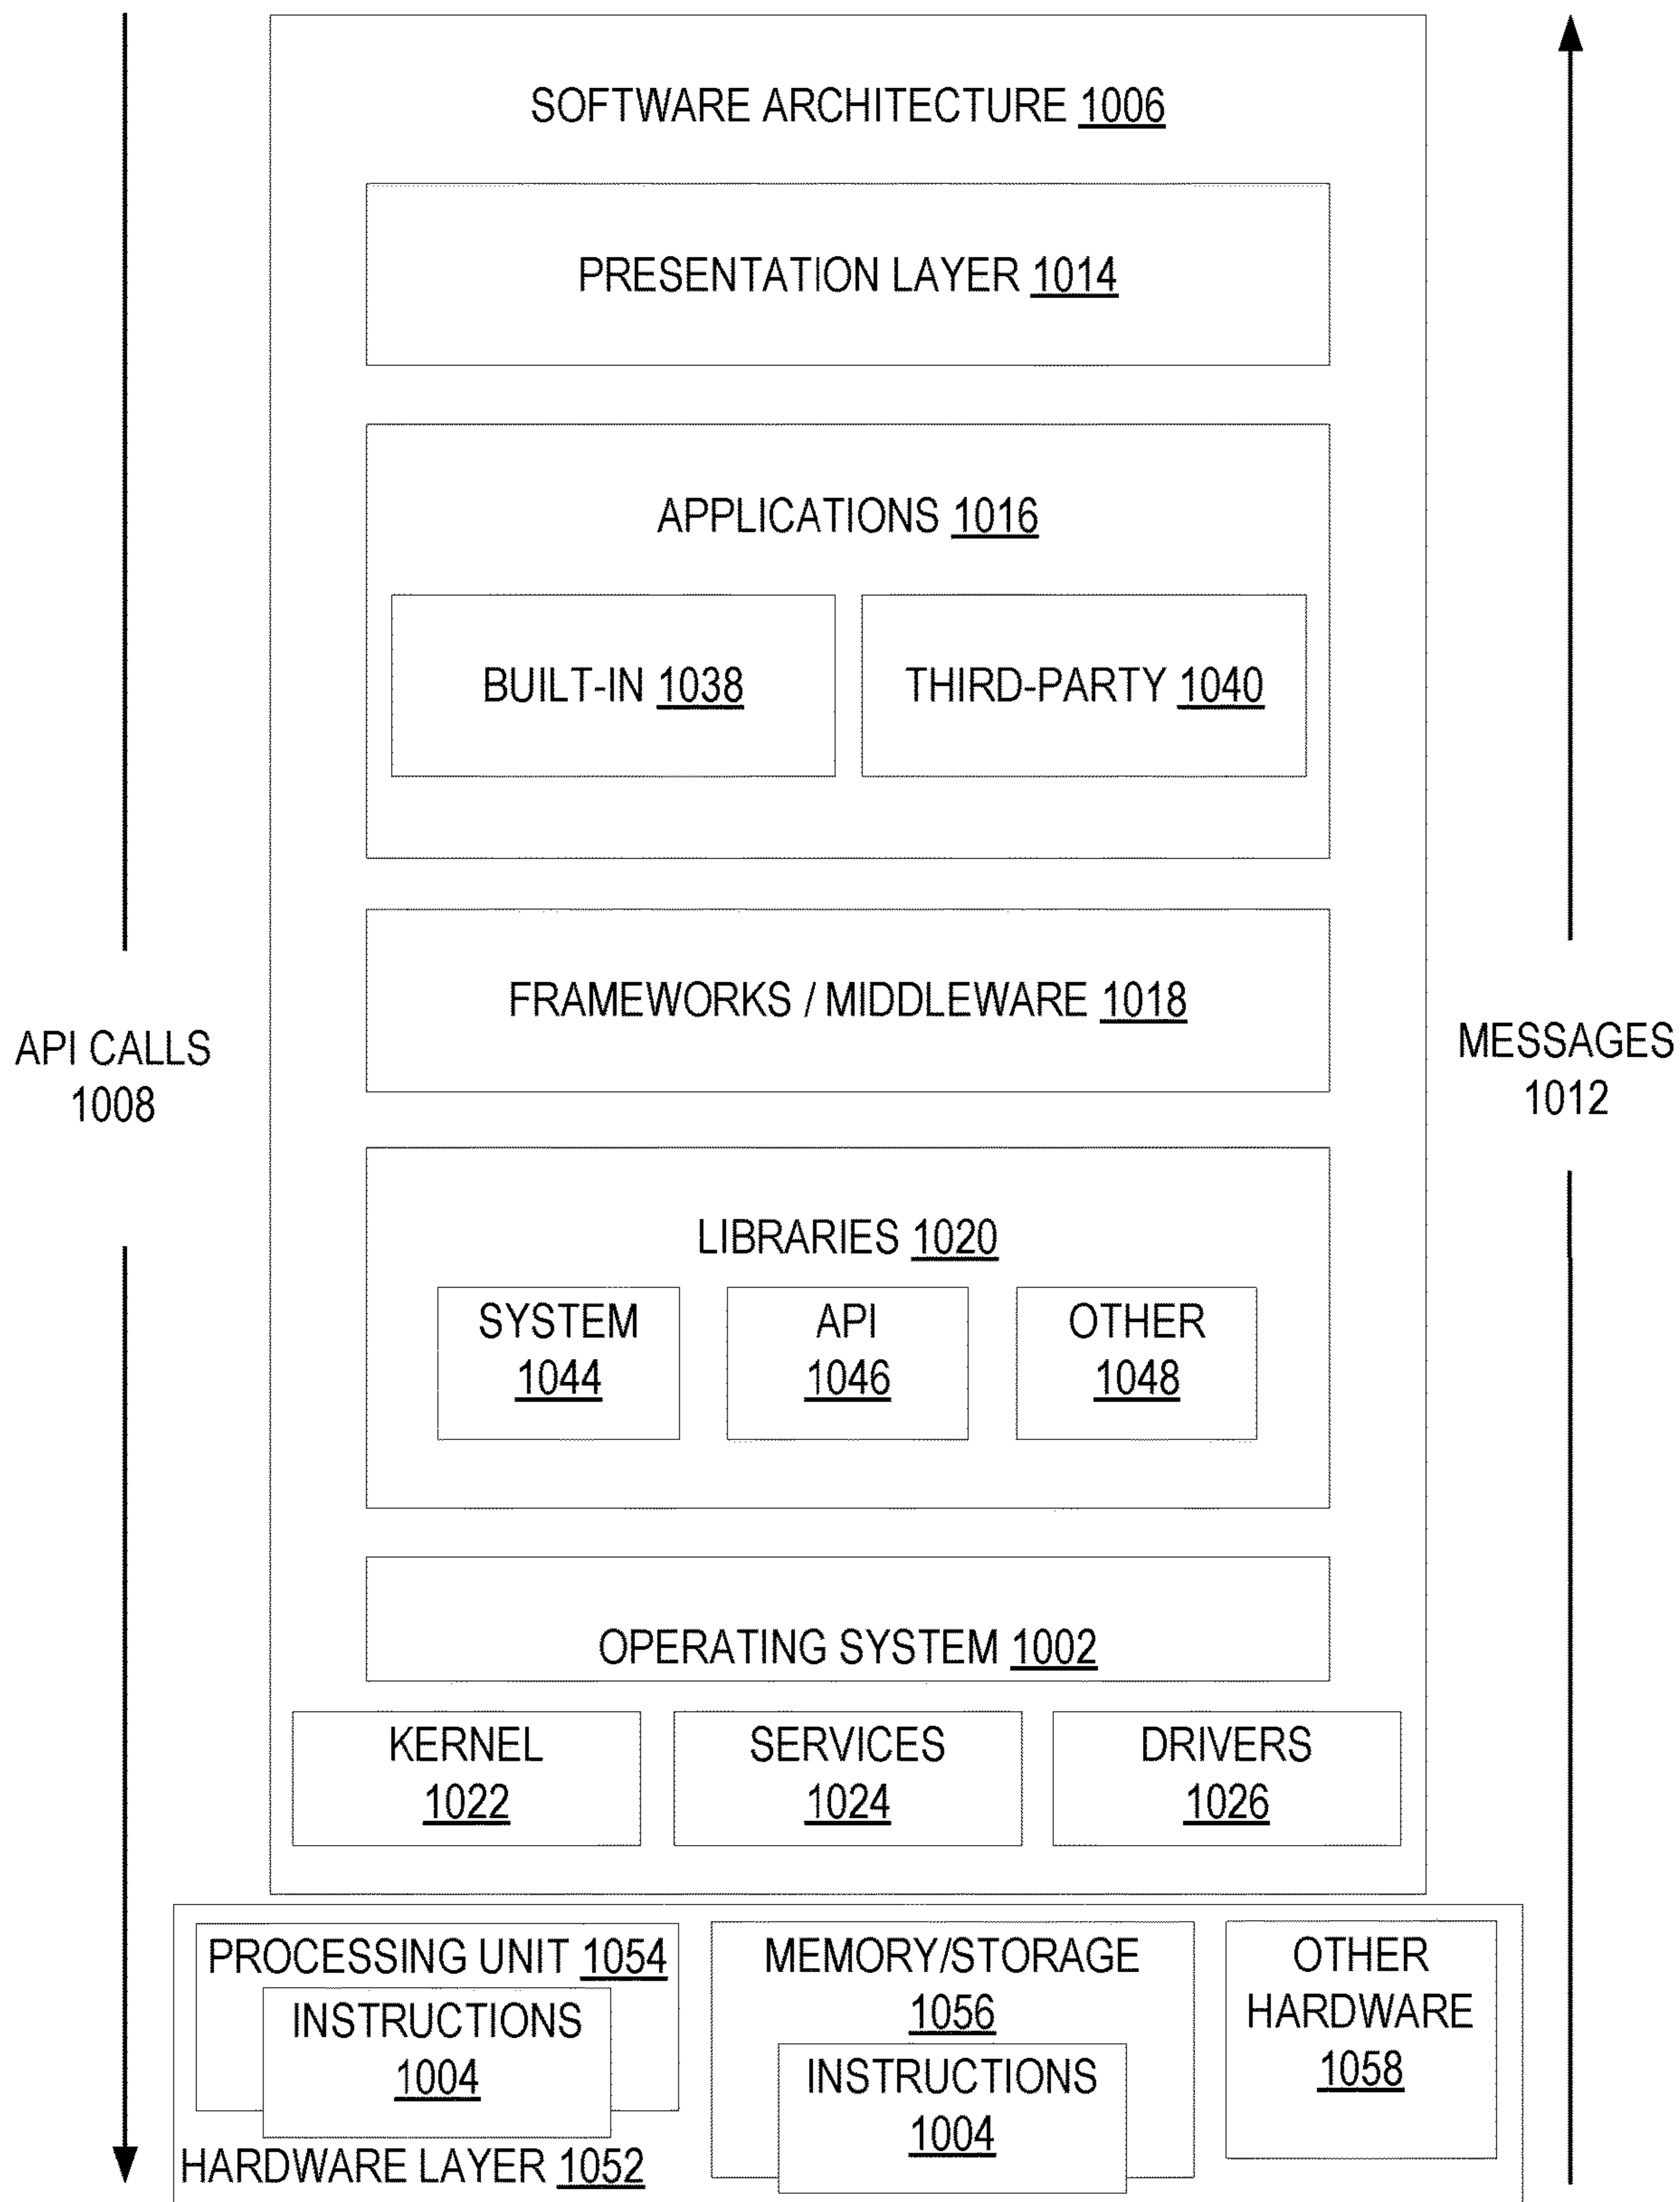 SOFTWARE ARCHITECTURE 1006
PRESENTATION LAYER 1014
APPLICATIONS 1016
BUILT-IN 1038
THIRD-PARTY 1040
FRAMEWORKS / MIDDLEWARE 1018
API CALLS
1008
MESSAGES
1012
LIBRARIES 1020
SYSTEM
1044
API
1046
OTHER
1048
OPERATING SYSTEM 1002
KERNEL
1022
SERVICES
1024
DRIVERS
1026
PROCESSING UNIT 1054
INSTRUCTIONS
1004
MEMORY/STORAGE
1056
INSTRUCTIONS
1004
OTHER
HARDWARE
1058
HARDWARE LAYER 1052